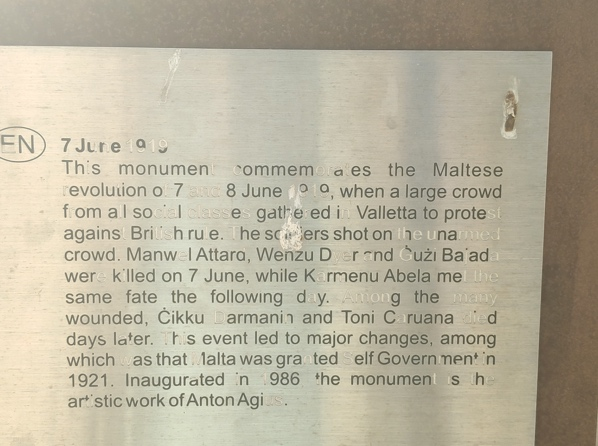 EN
7 June 1919
This monument commemorates the Maltese
revolution of 7 and 8 June 1919, when a large crowd
from all social classes gathered in Valletta to protest
against British rule. The soldiers shot on the unarmed
crowd. Manwel Attard, Wenzu Dyer and Ġużi Bajada
were killed on 7 June, while Karmenu Abela met the
same fate the following day. Among the many
wounded, Ċikku Darmanin and Toni Caruana died
days later. This event led to major changes, among
which was that Malta was granted Self Government in
1921. Inaugurated in 1986 the monument is the
artistic work of Anton Agius.